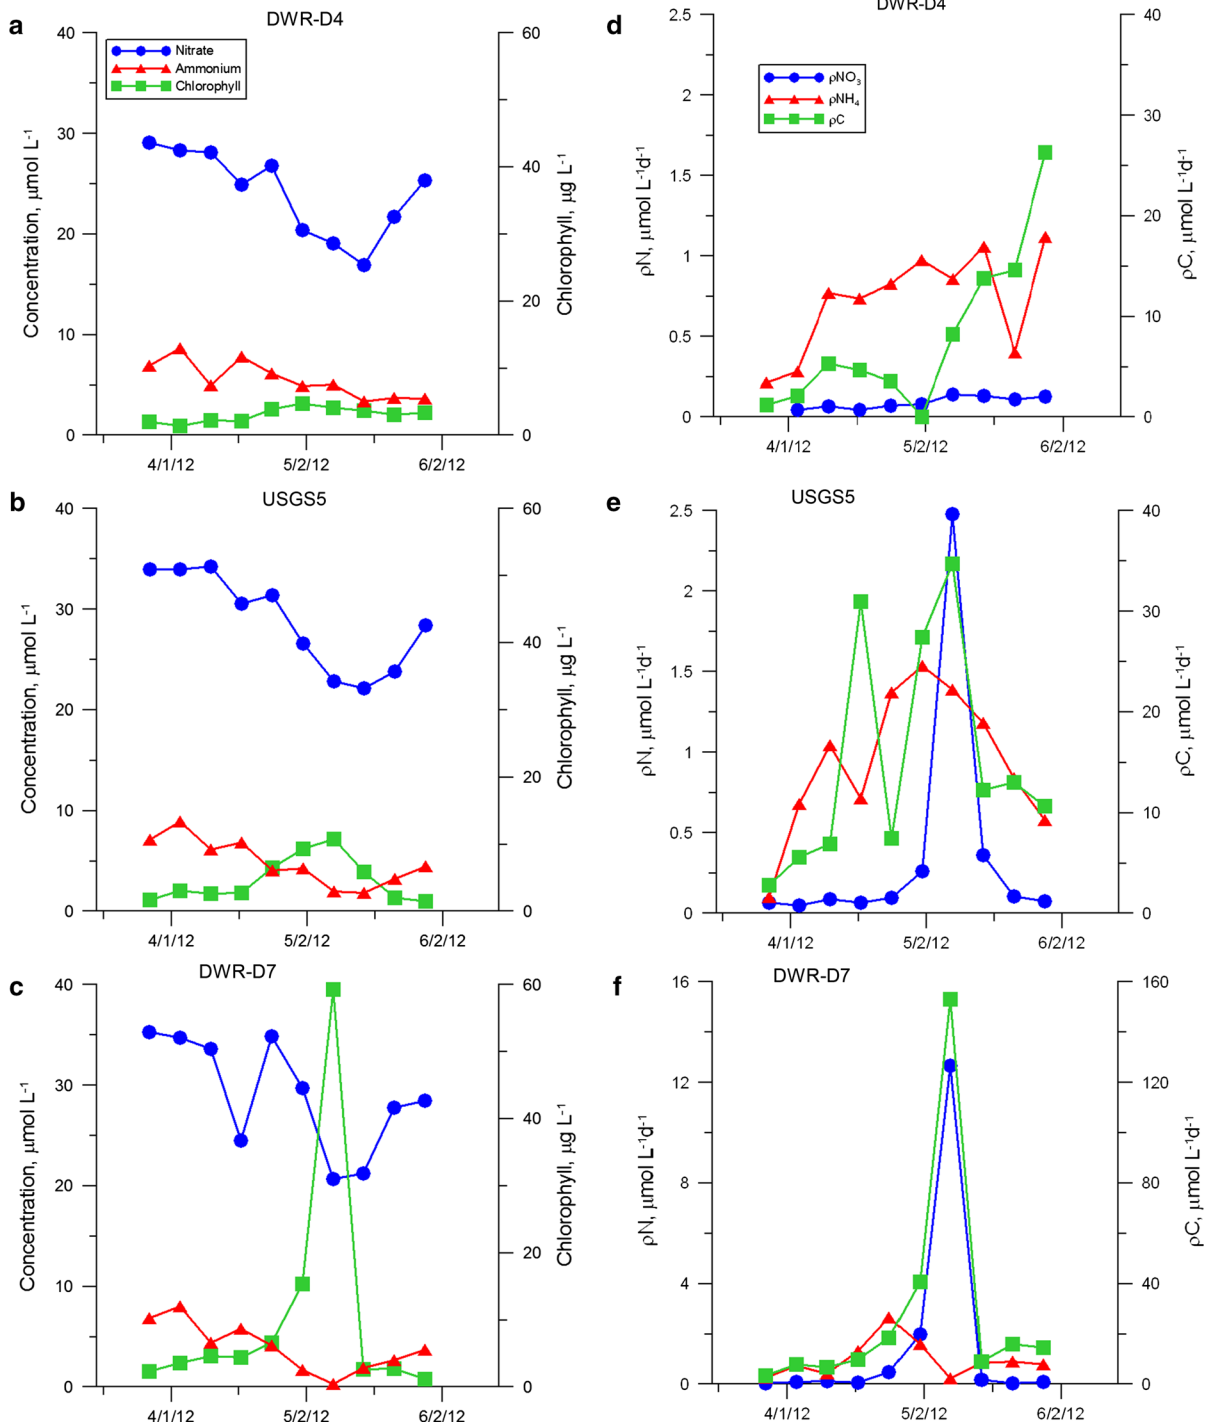 a
DWR-D4
40
30
20
10
0
Concentration, μmol L-1
Nitrate
Ammonium
Chlorophyll
60
40
20
0
Chlorophyll, μg L-1
4/1/12 5/2/12 6/2/12
d
DWR-D4
2.5
2
1.5
1
0.5
0
ρN, μmol L-1d-1
ρNO3
ρNH4
ρC
40
30
20
10
0
ρC, μmol L-1d-1
4/1/12 5/2/12 6/2/12
b
USGS5
40
30
20
10
0
Concentration, μmol L-1
60
40
20
0
Chlorophyll, μg L-1
4/1/12 5/2/12 6/2/12
e
USGS5
2.5
2
1.5
1
0.5
0
ρN, μmol L-1d-1
40
30
20
10
0
ρC, μmol L-1d-1
4/1/12 5/2/12 6/2/12
c
DWR-D7
40
30
20
10
0
Concentration, μmol L-1
60
40
20
0
Chlorophyll, μg L-1
4/1/12 5/2/12 6/2/12
f
DWR-D7
16
12
8
4
0
ρN, μmol L-1d-1
160
120
80
40
0
ρC, μmol L-1d-1
4/1/12 5/2/12 6/2/12